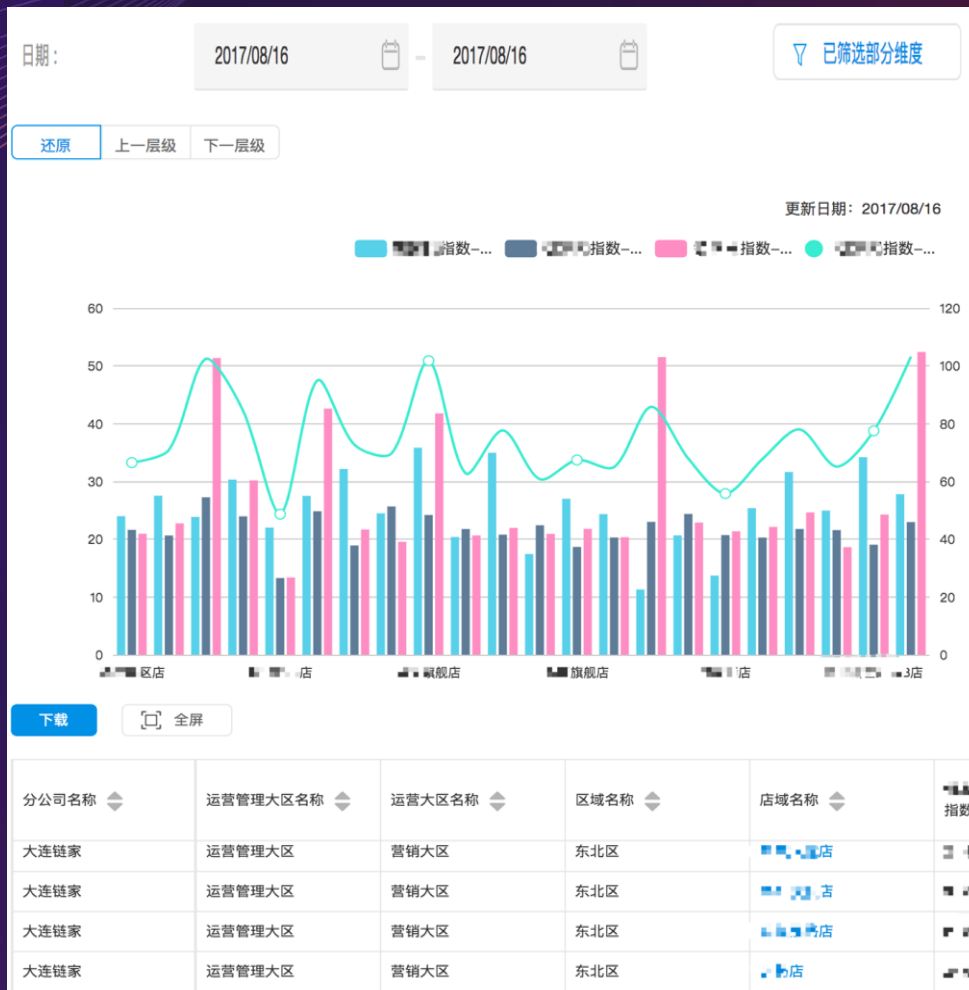 日期：
2017/08/16 – 2017/08/16
已筛选部分维度
还原 上一层级 下一层级
更新日期：2017/08/16
指数–... 指数–... 指数–... 指数–...
60 120
50 100
40 80
30 60
20 40
10 20
0 0
区店 店 旗舰店 旗舰店 店 3店
下载 全屏
分公司名称 运营管理大区名称 运营大区名称 区域名称 店域名称 指数
大连链家 运营管理大区 营销大区 东北区 店
大连链家 运营管理大区 营销大区 东北区 店
大连链家 运营管理大区 营销大区 东北区 店
大连链家 运营管理大区 营销大区 东北区 店